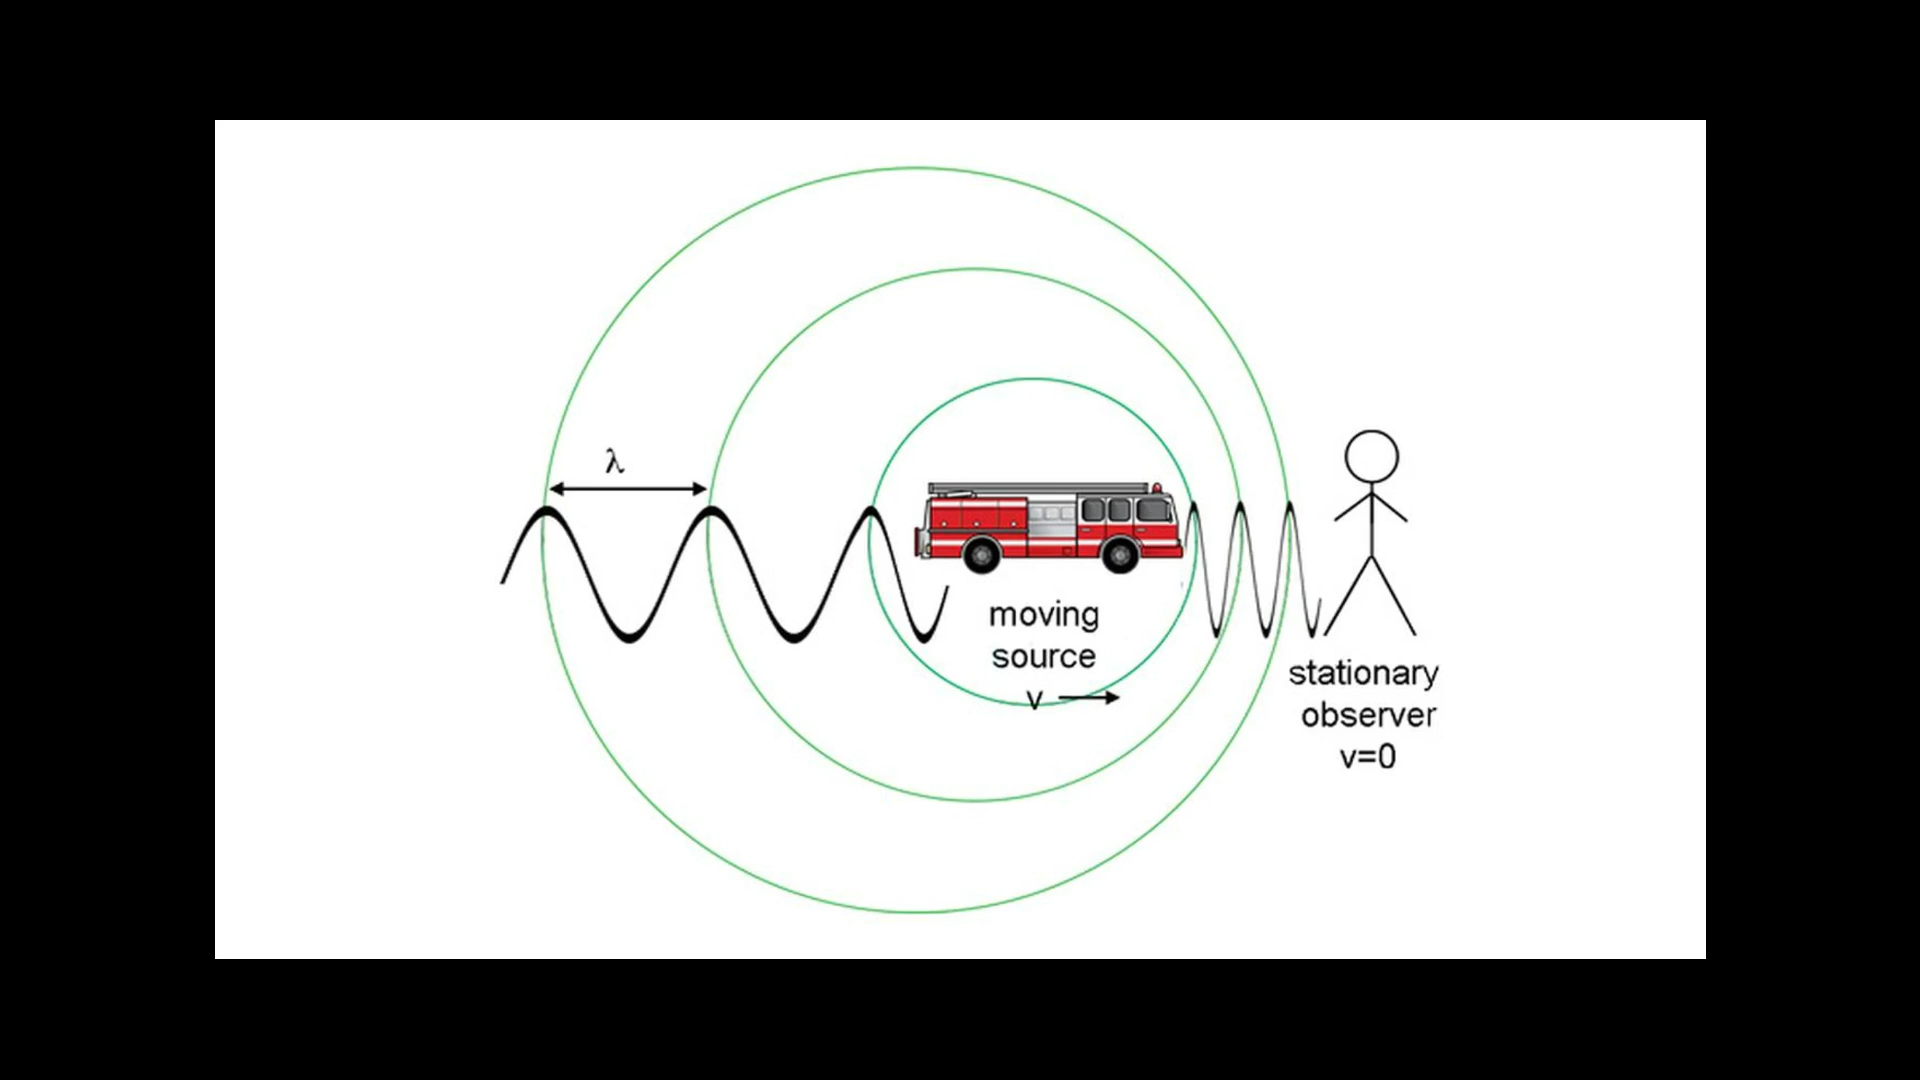 λ
moving
source
v
stationary
observer
v=0